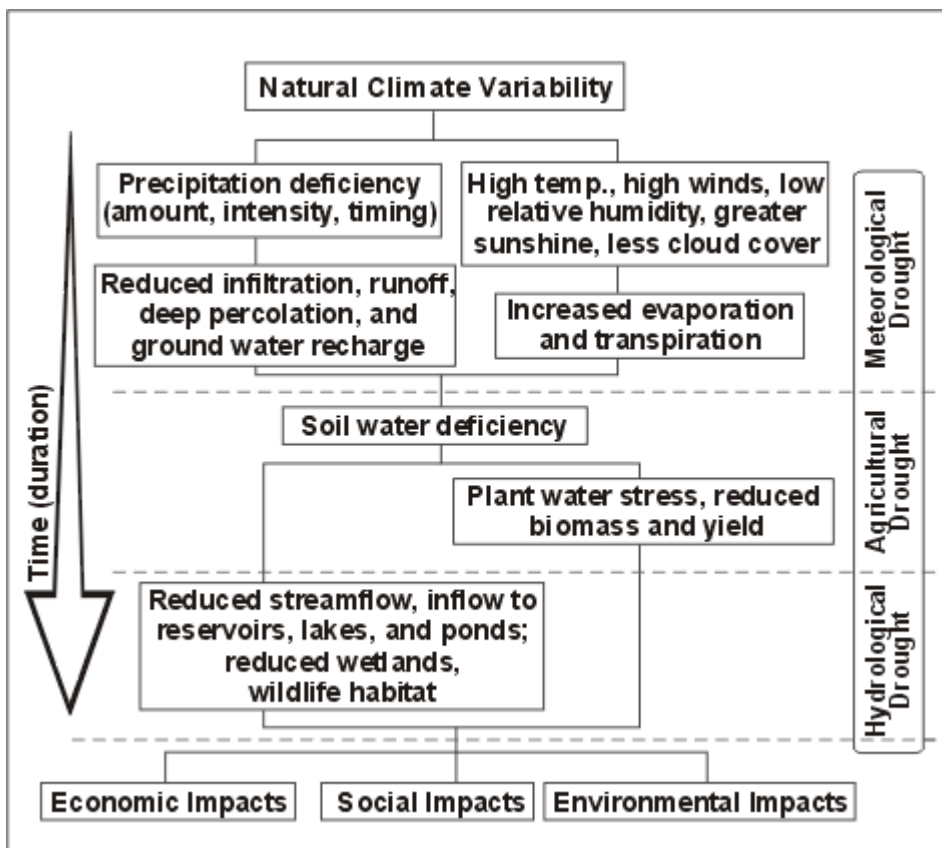 Natural Climate Variability
Precipitation deficiency
(amount, intensity, timing)
High temp., high winds, low
relative humidity, greater
sunshine, less cloud cover
Reduced infiltration, runoff,
deep percolation, and
ground water recharge
Increased evaporation
and transpiration
Meteorological
Drought
Time (duration)
Soil water deficiency
Plant water stress, reduced
biomass and yield
Agricultural
Drought
Reduced streamflow, inflow to
reservoirs, lakes, and ponds;
reduced wetlands,
wildlife habitat
Hydrological
Drought
Economic Impacts
Social Impacts
Environmental Impacts